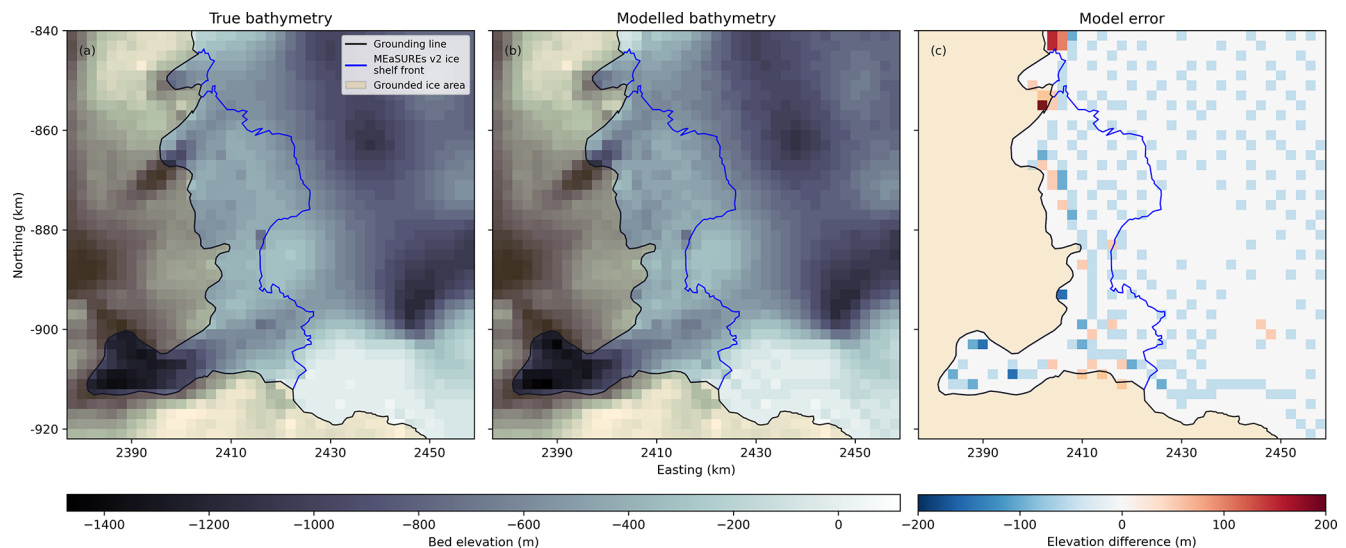 True bathymetry
Modelled bathymetry
Model error
(a)
(b)
(c)
Grounding line
MEaSUREs v2 ice
shelf front
Grounded ice area
Northing (km)
−840
−860
−880
−900
−920
2390 2410 2430 2450
2390 2410 2430 2450
2390 2410 2430 2450
Easting (km)
−1400 −1200 −1000 −800 −600 −400 −200 0
Bed elevation (m)
−200 −100 0 100 200
Elevation difference (m)